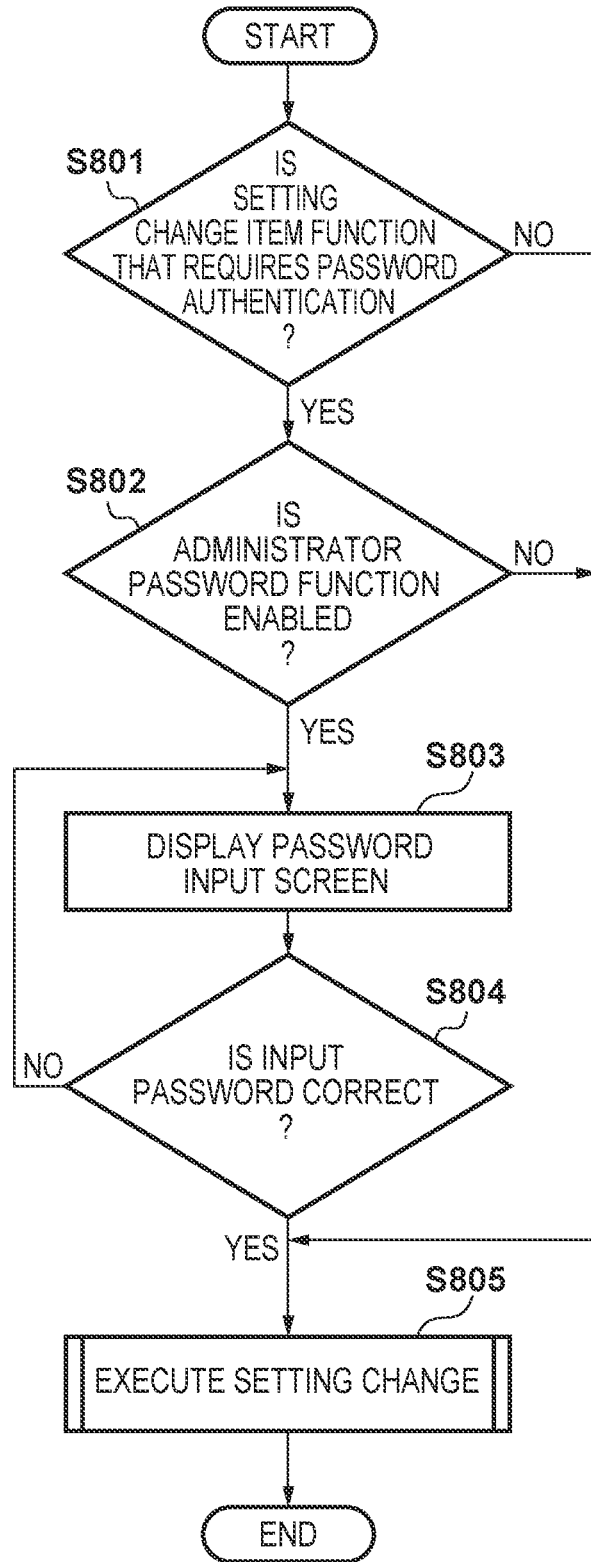 START
S801
IS
SETTING
CHANGE ITEM FUNCTION
THAT REQUIRES PASSWORD
AUTHENTICATION
?
NO
YES
S802
IS
ADMINISTRATOR
PASSWORD FUNCTION
ENABLED
?
NO
YES
S803
DISPLAY PASSWORD
INPUT SCREEN
S804
IS INPUT
PASSWORD CORRECT
?
NO
YES
S805
EXECUTE SETTING CHANGE
END